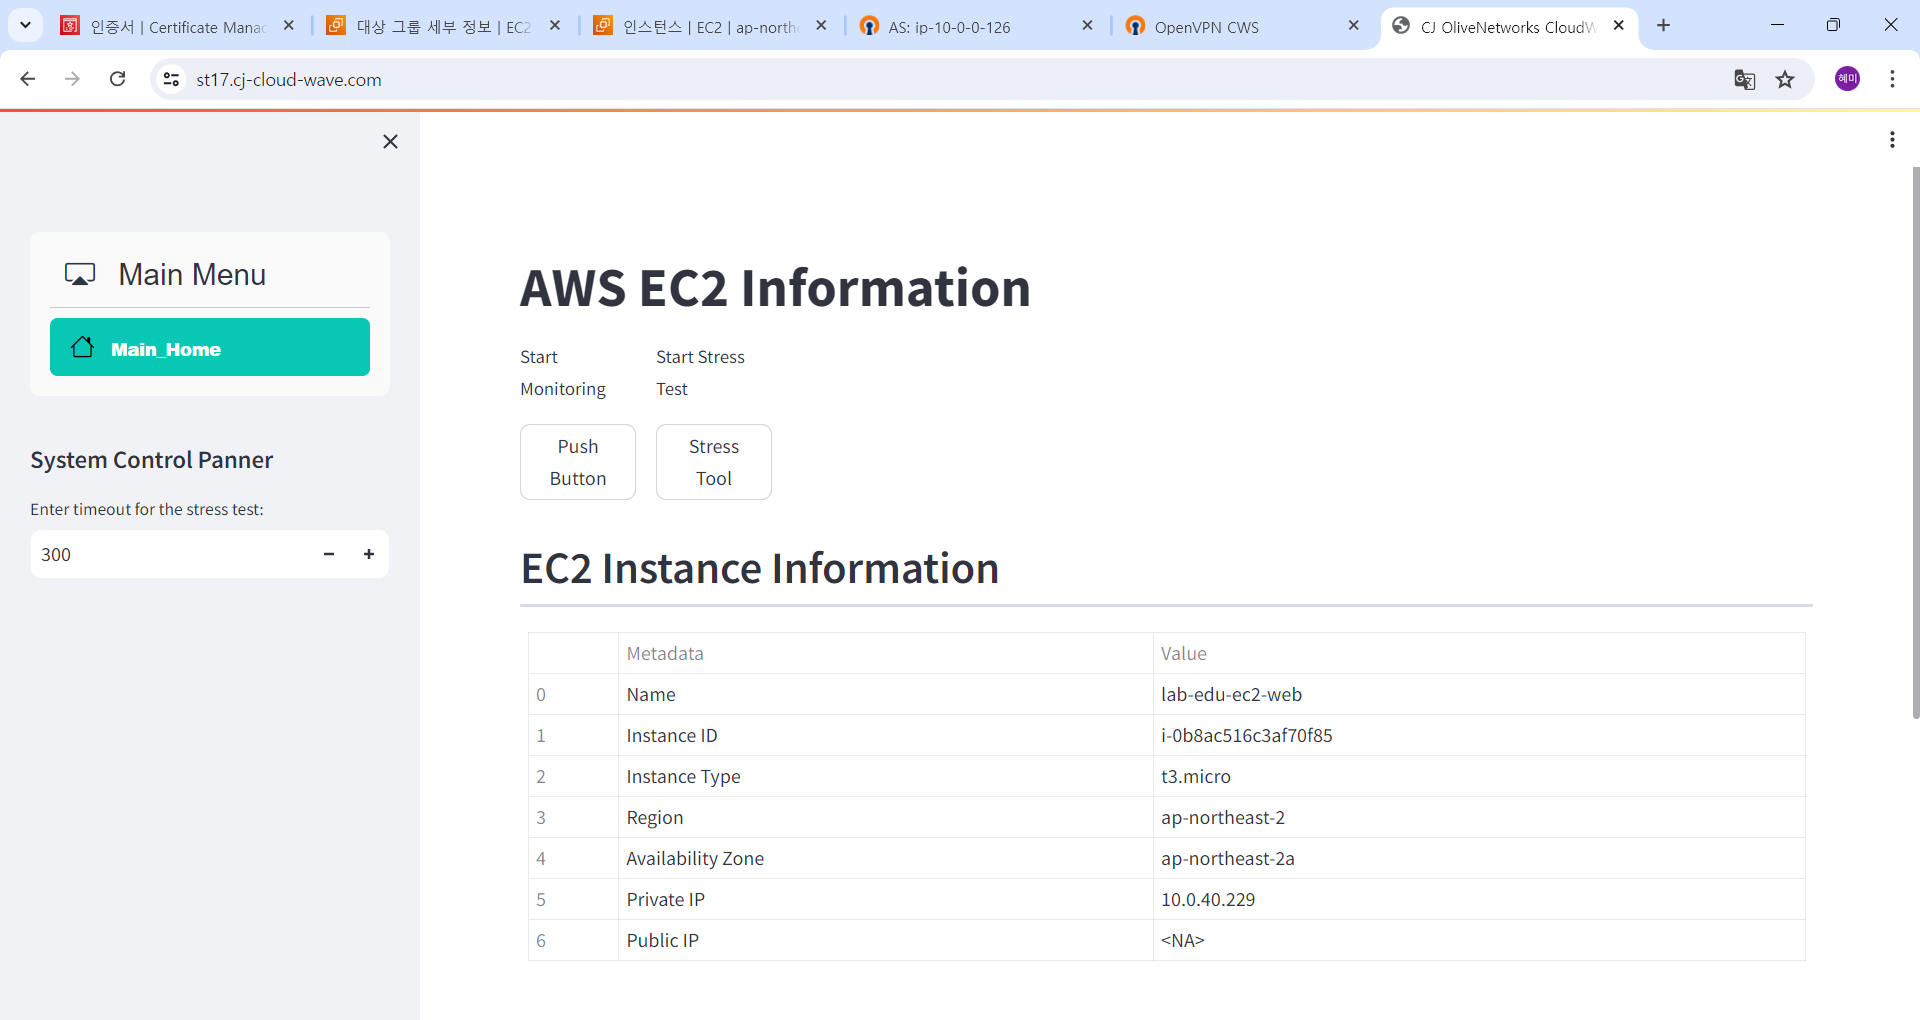 인증서 | Certificate Manac
대상 그룹 세부 정보 | EC2
인스턴스 | EC2 | ap-northe
AS: ip-10-0-0-126
OpenVPN CWS
CJ OliveNetworks CloudW
st17.cj-cloud-wave.com
혜미
Main Menu
Main_Home
System Control Panner
Enter timeout for the stress test:
300
AWS EC2 Information
Start
Monitoring
Start Stress
Test
Push
Button
Stress
Tool
EC2 Instance Information
Metadata Value
0 Name lab-edu-ec2-web
1 Instance ID i-0b8ac516c3af70f85
2 Instance Type t3.micro
3 Region ap-northeast-2
4 Availability Zone ap-northeast-2a
5 Private IP 10.0.40.229
6 Public IP <NA>